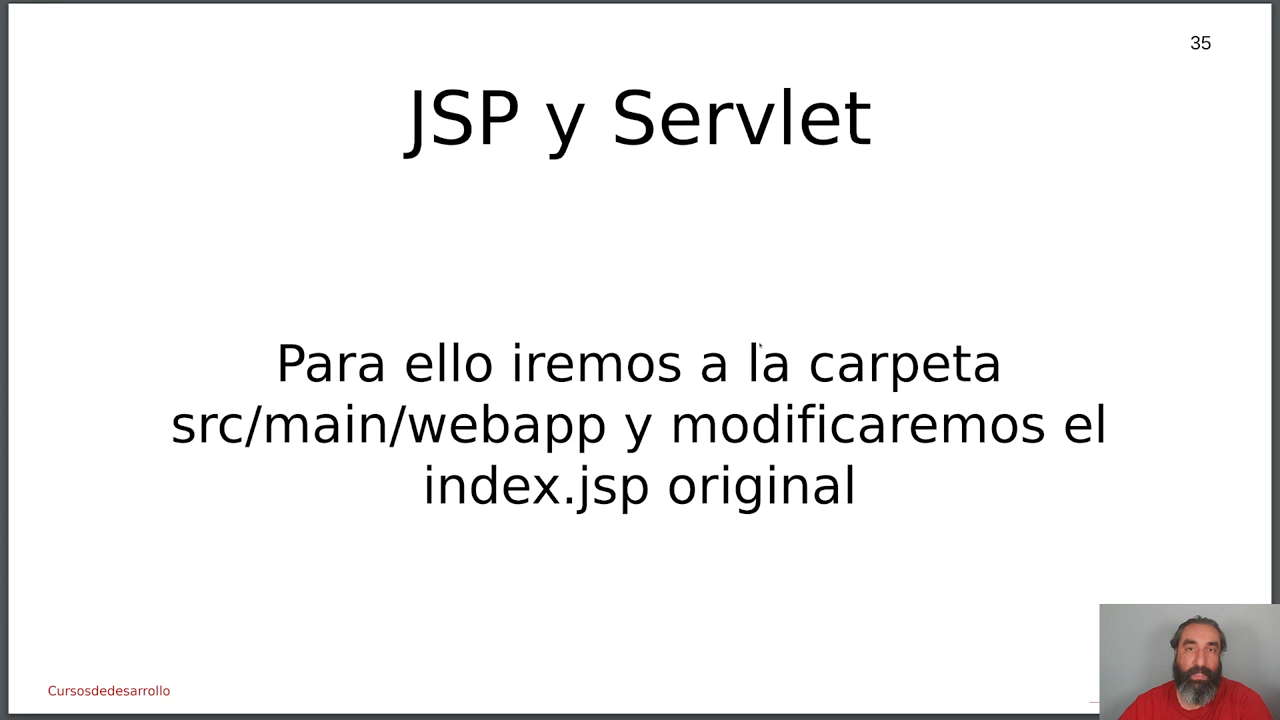 35
JSP y Servlet
Para ello iremos a la carpeta
src/main/webapp y modificaremos el
index.jsp original
Cursosdedesarrollo